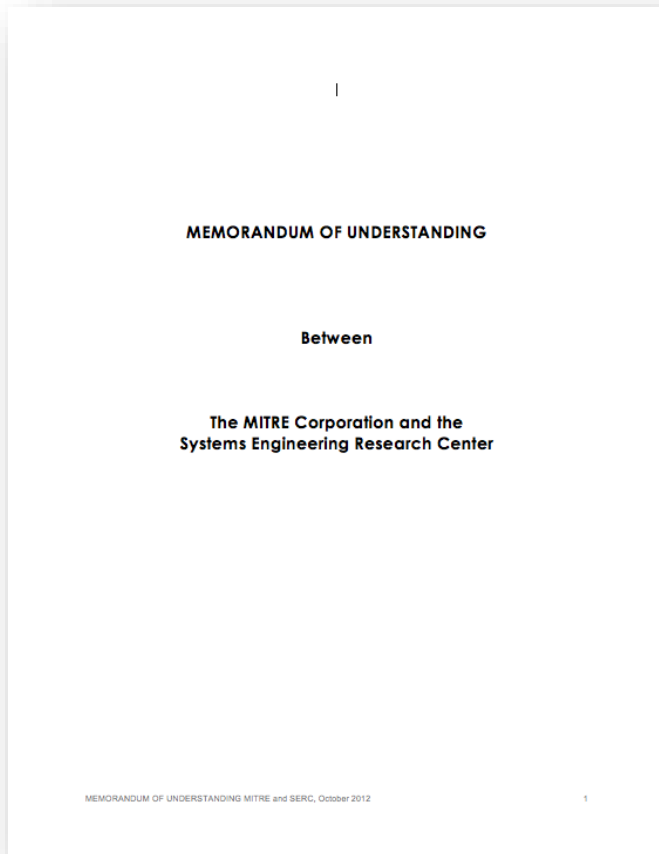 MEMORANDUM OF UNDERSTANDING
Between
The MITRE Corporation and the
Systems Engineering Research Center
MEMORANDUM OF UNDERSTANDING MITRE and SERC, October 2012 1